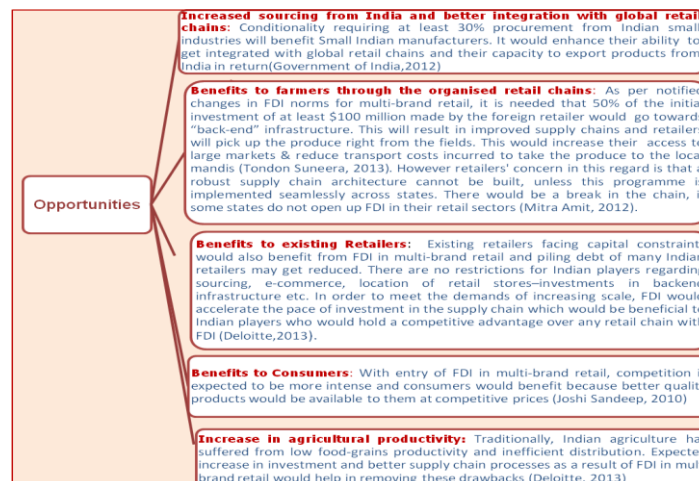 Opportunities
Increased sourcing from India and better integration with global retail
chains: Conditionality requiring at least 30% procurement from Indian small
industries will benefit Small Indian manufacturers. It would enhance their ability to
get integrated with global retail chains and their capacity to export products from
India in return(Government of India,2012)
Benefits to farmers through the organised retail chains: As per notified
changes in FDI norms for multi-brand retail, it is needed that 50% of the initial
investment of at least $100 million made by the foreign retailer would go towards
“back-end” infrastructure. This will result in improved supply chains and retailers
will pick up the produce right from the fields. This would increase their access to
large markets & reduce transport costs incurred to take the produce to the local
mandis (Tondon Suneera, 2013). However retailers' concern in this regard is that a
robust supply chain architecture cannot be built, unless this programme is
implemented seamlessly across states. There would be a break in the chain, i
some states do not open up FDI in their retail sectors (Mitra Amit, 2012).
Benefits to existing Retailers: Existing retailers facing capital constraint
would also benefit from FDI in multi-brand retail and piling debt of many Indian
retailers may get reduced. There are no restrictions for Indian players regarding
sourcing, e-commerce, location of retail stores–investments in backend
infrastructure etc. In order to meet the demands of increasing scale, FDI would
accelerate the pace of investment in the supply chain which would be beneficial to
Indian players who would hold a competitive advantage over any retail chain with
FDI (Deloitte,2013}.
Benefits to Consumers: With entry of FDI in multi-brand retail, competition i
expected to be more intense and consumers would benefit because better qualit
products would be available to them at competitive prices (Joshi Sandeep, 2010)
Increase in agricultural productivity: Traditionally, Indian agriculture ha
suffered from low food-grains productivity and inefficient distribution. Expecte
increase in investment and better supply chain processes as a result of FDI in mult
brand retail would help in removing these drawbacks (Deloitte, 2013)